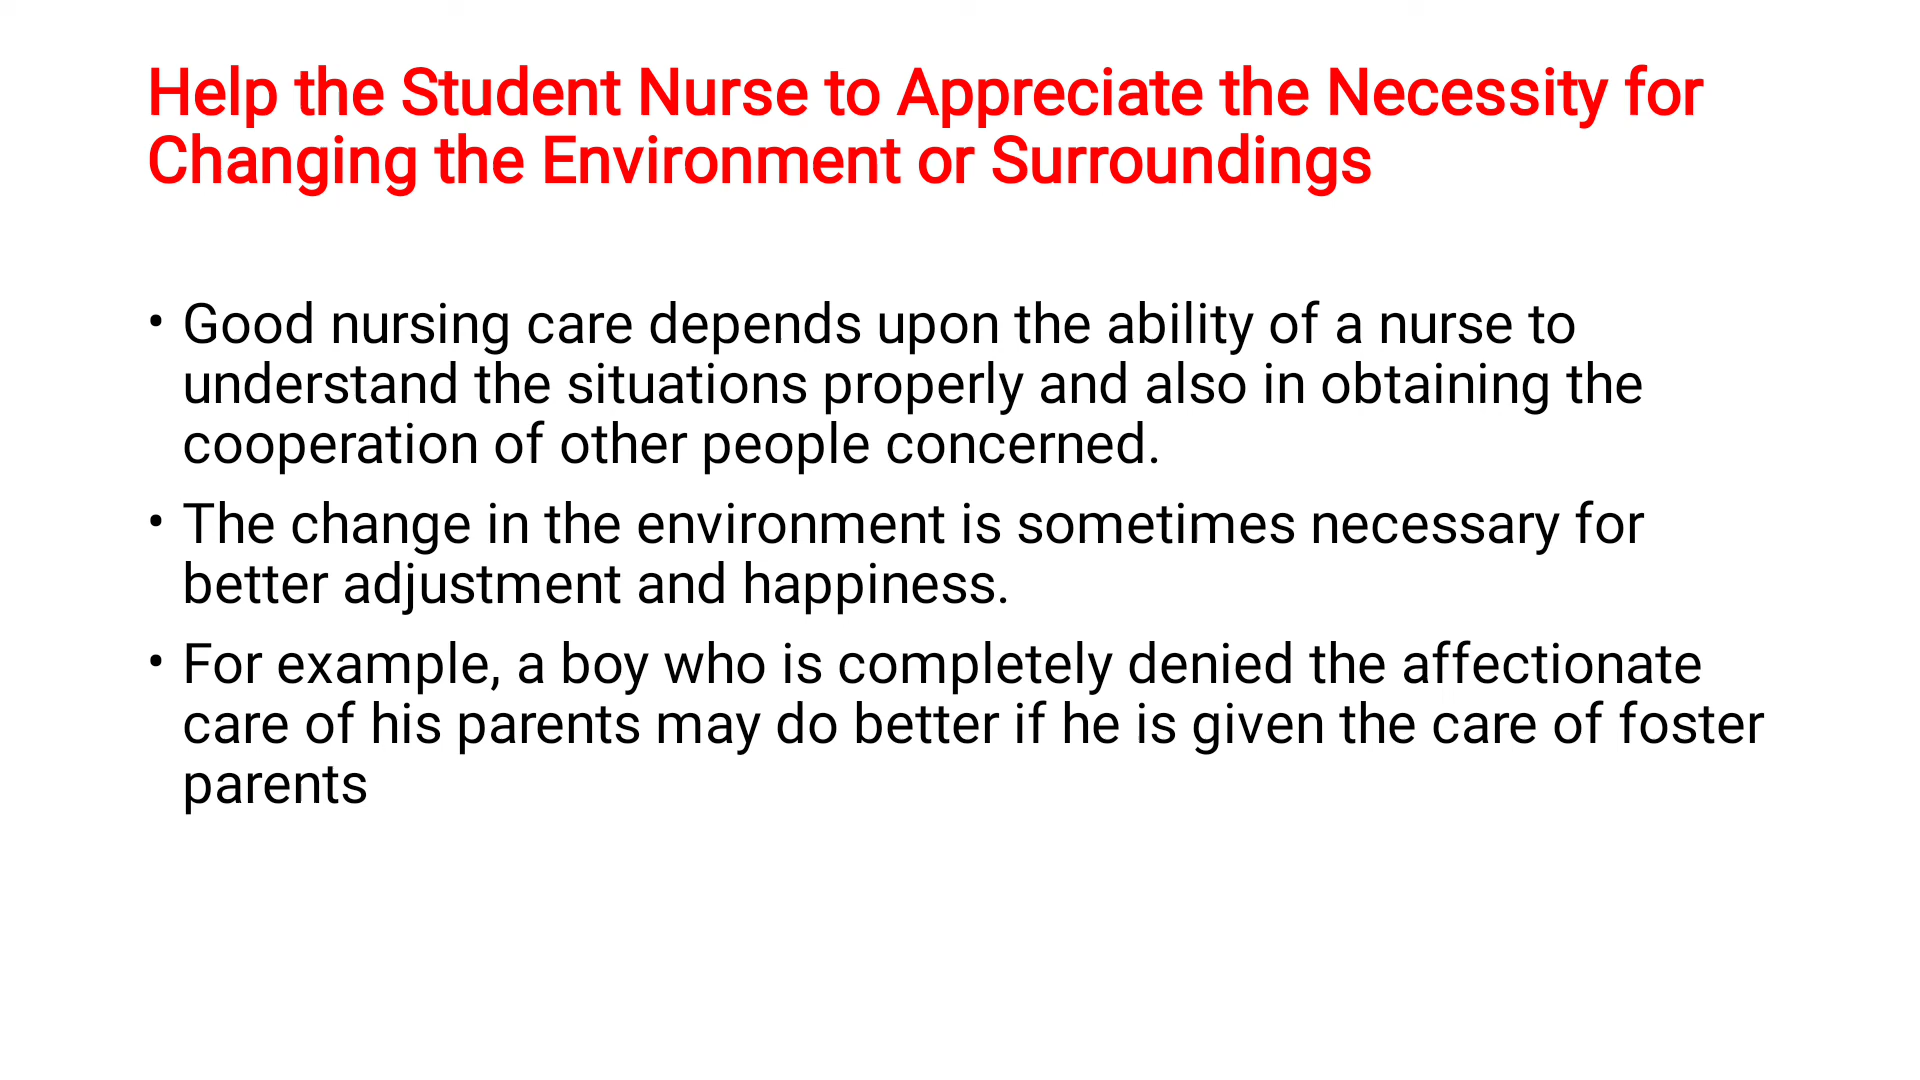 Help the Student Nurse to Appreciate the Necessity for
Changing the Environment or Surroundings
• Good nursing care depends upon the ability of a nurse to
understand the situations properly and also in obtaining the
cooperation of other people concerned.
• The change in the environment is sometimes necessary for
better adjustment and happiness.
• For example, a boy who is completely denied the affectionate
care of his parents may do better if he is given the care of foster
parents